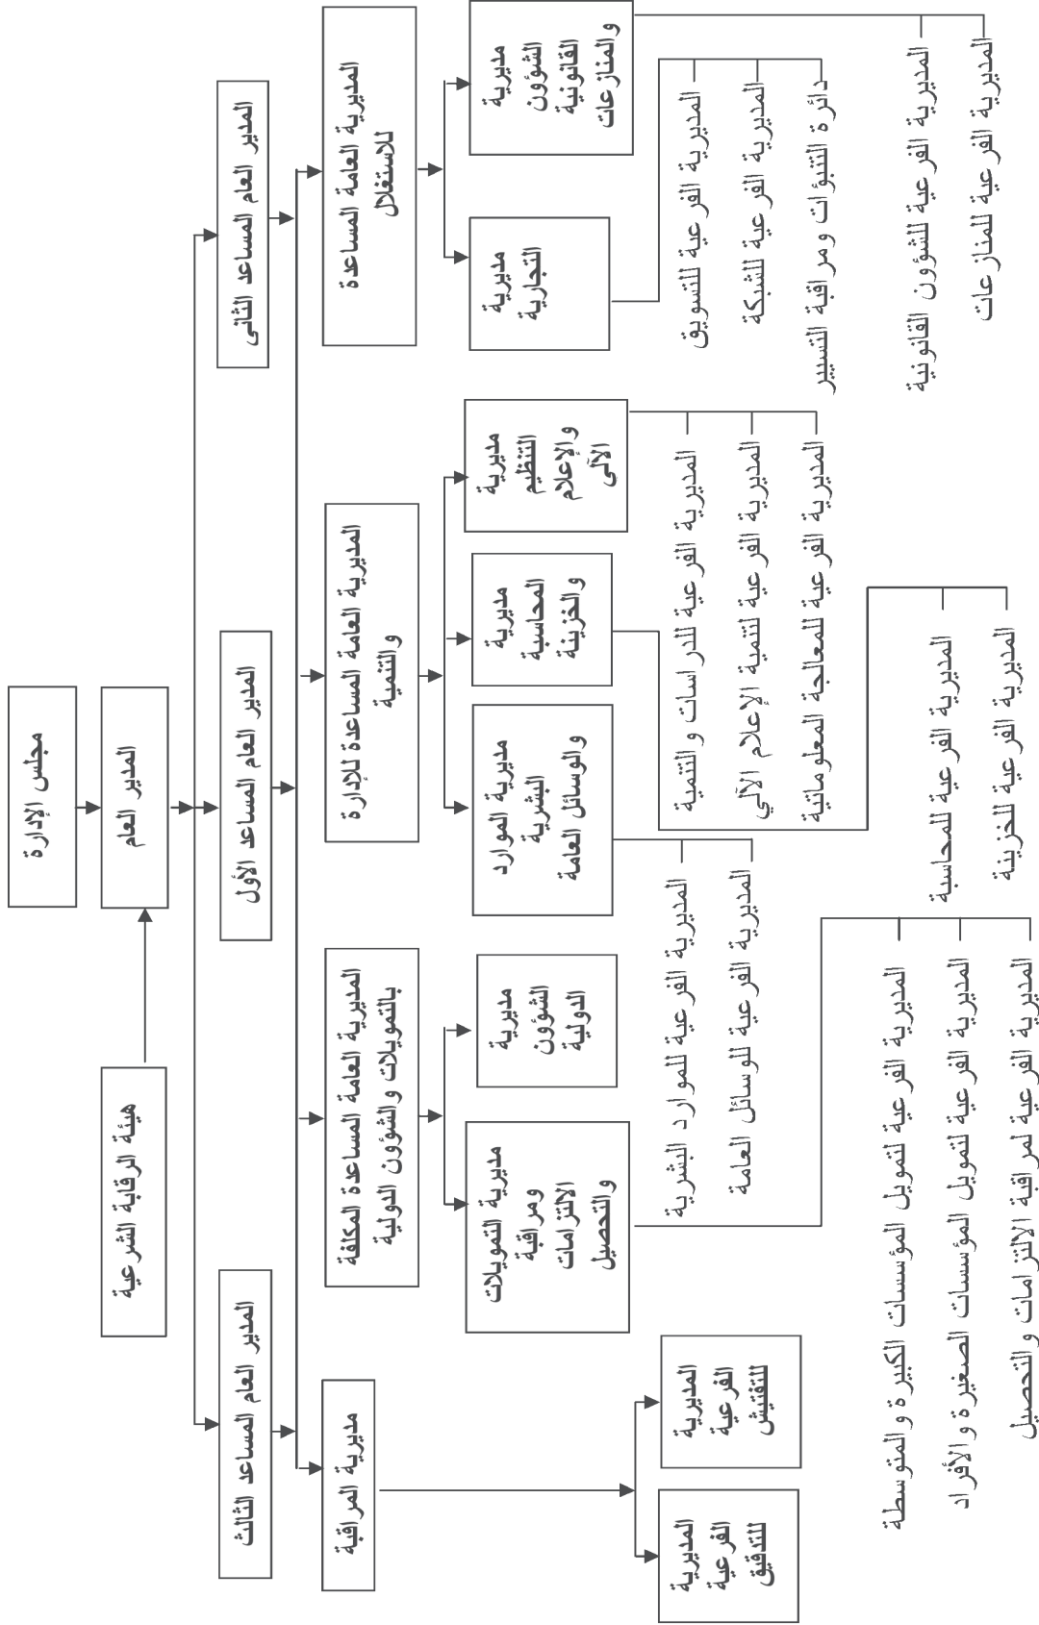 مجلس الإدارة
المدير العام
هيئة الرقابة الشرعية
المدير العام المساعد الثاني
المدير العام المساعد الأول
المدير العام المساعد الثالث
المديرية العامة المساعدة
للاستغلال
المديرية العامة المساعدة للإدارة
والتنمية
المديرية العامة المساعدة المكلفة
بالتمويلات والشؤون الدولية
مديرية المراقبة
مديرية
الشؤون
القانونية
والمنازعات
مديرية
التجارية
مديرية
التنظيم
والإعلام
الآلي
مديرية
المحاسبة
والخزينة
مديرية الموارد
البشرية
والوسائل العامة
مديرية
الشؤون
الدولية
مديرية التمويلات
ومراقبة
الالتزامات
والتحصيل
المديرية
الفرعية
للتفتيش
المديرية
الفرعية
للتدقيق
المديرية الفرعية للشؤون القانونية
المديرية الفرعية للمنازعات
المديرية الفرعية للتسويق
المديرية الفرعية للشبكة
دائرة التنبؤات ومراقبة التسيير
المديرية الفرعية للدراسات والتنمية
المديرية الفرعية لتنمية الإعلام الآلي
المديرية الفرعية للمعالجة المعلوماتية
المديرية الفرعية للمحاسبة
المديرية الفرعية للخزينة
المديرية الفرعية للموارد البشرية
المديرية الفرعية للوسائل العامة
المديرية الفرعية لتمويل المؤسسات الكبيرة والمتوسطة
المديرية الفرعية لتمويل المؤسسات الصغيرة والأفراد
المديرية الفرعية لمراقبة الالتزامات والتحصيل